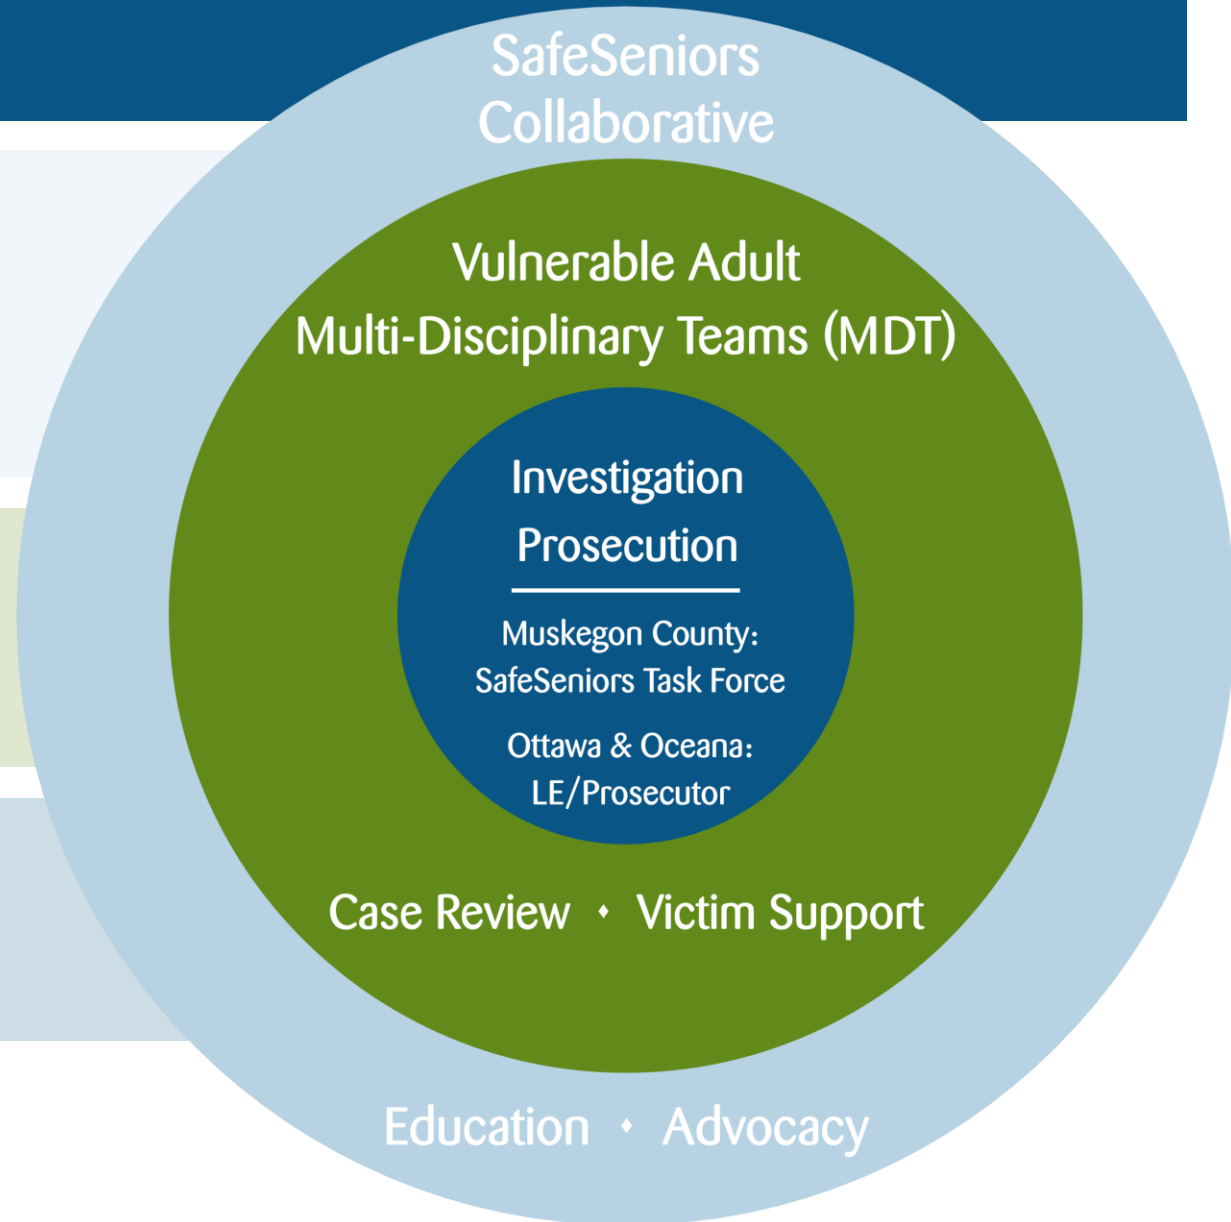 SafeSeniors
Collaborative
Vulnerable Adult
Multi-Disciplinary Teams (MDT)
Investigation
Prosecution
Muskegon County:
SafeSeniors Task Force
Ottawa & Oceana:
LE/Prosecutor
Case Review ⬩ Victim Support
Education ⬩ Advocacy